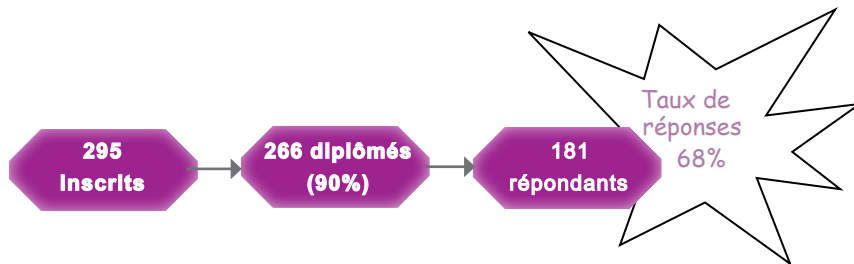 295
inscrits
266 diplômés
(90%)
181
répondants
Taux de
réponses
68%